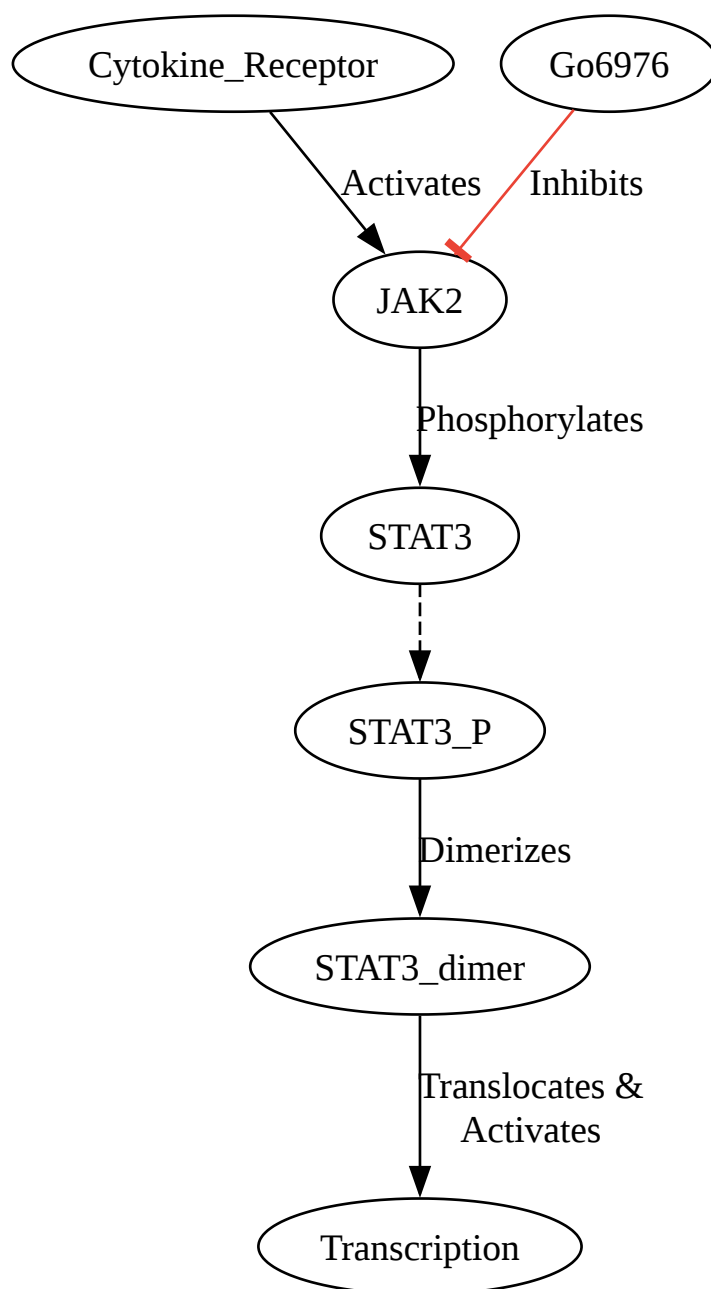 Cytokine_Receptor
Go6976
Activates
Inhibits
JAK2
Phosphorylates
STAT3
STAT3_P
Dimerizes
STAT3_dimer
Translocates &
Activates
Transcription